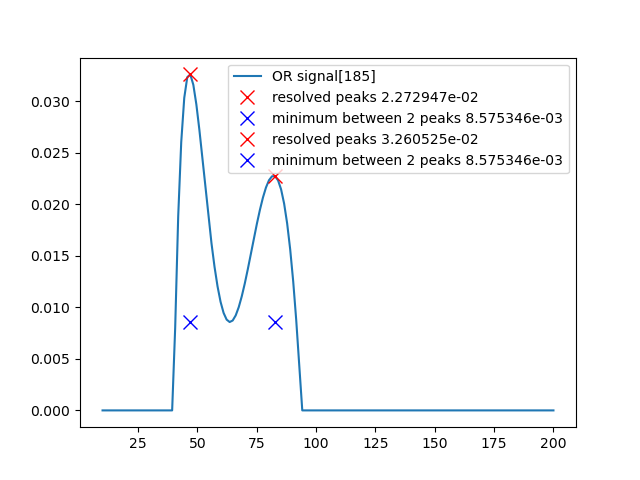 OR signal[185]
resolved peaks 2.272947e-02
minimum between 2 peaks 8.575346e-03
resolved peaks 3.260525e-02
minimum between 2 peaks 8.575346e-03
0.030
0.025
0.020
0.015
0.010
0.005
0.000
25 50 75 100 125 150 175 200